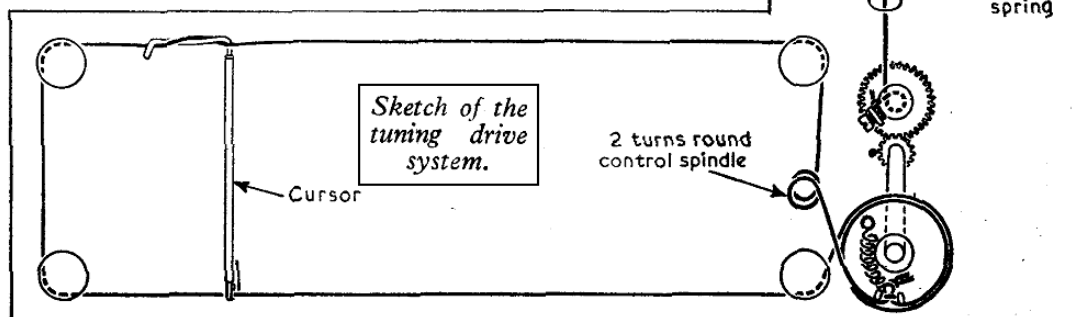 spring
Sketch of the
tuning drive
system.
2 turns round
control spindle
Cursor